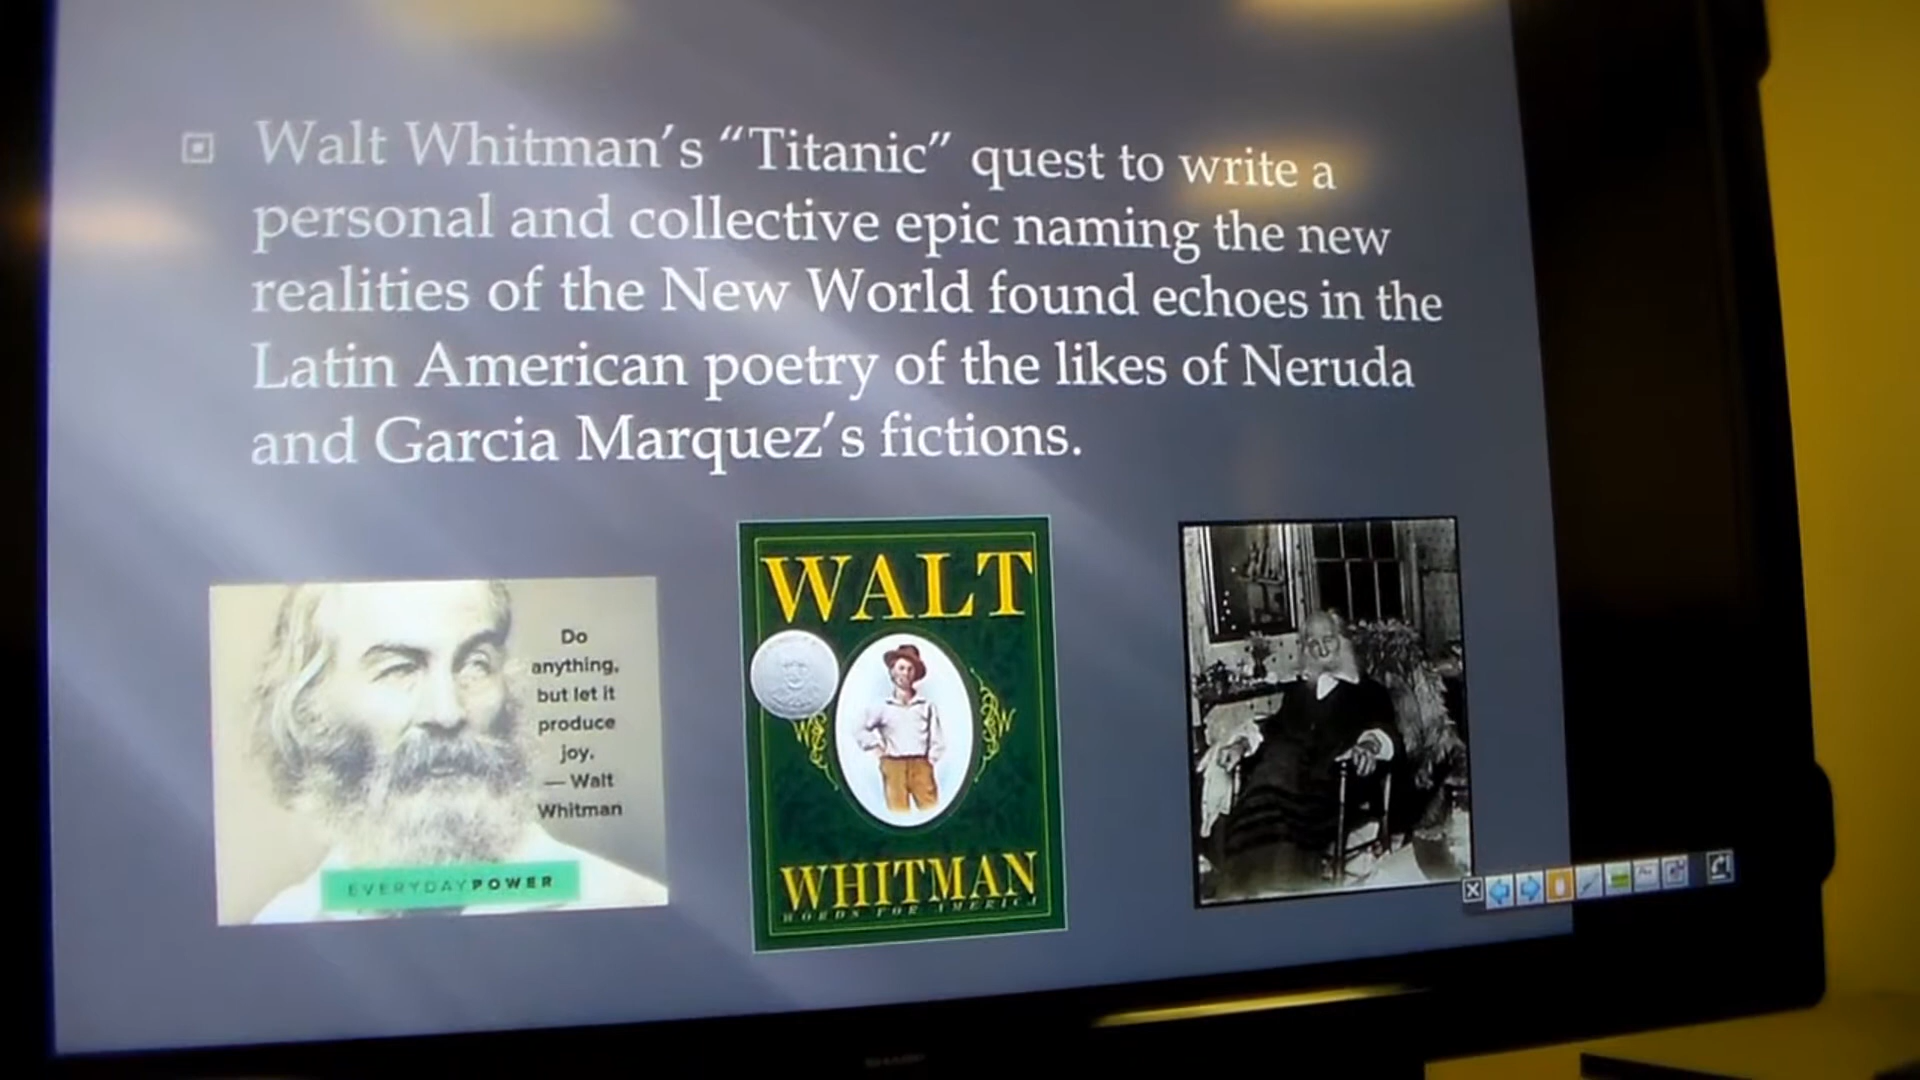 Walt Whitman's “Titanic” quest to write a
personal and collective epic naming the new
realities of the New World found echoes in the
Latin American poetry of the likes of Neruda
and Garcia Marquez's fictions.
Do
anything,
but let it
produce
joy.
— Walt
Whitman
EVERYDAYPOWER
WALT
W W
WHITMAN
WORDS FOR AMERICA
SHARP